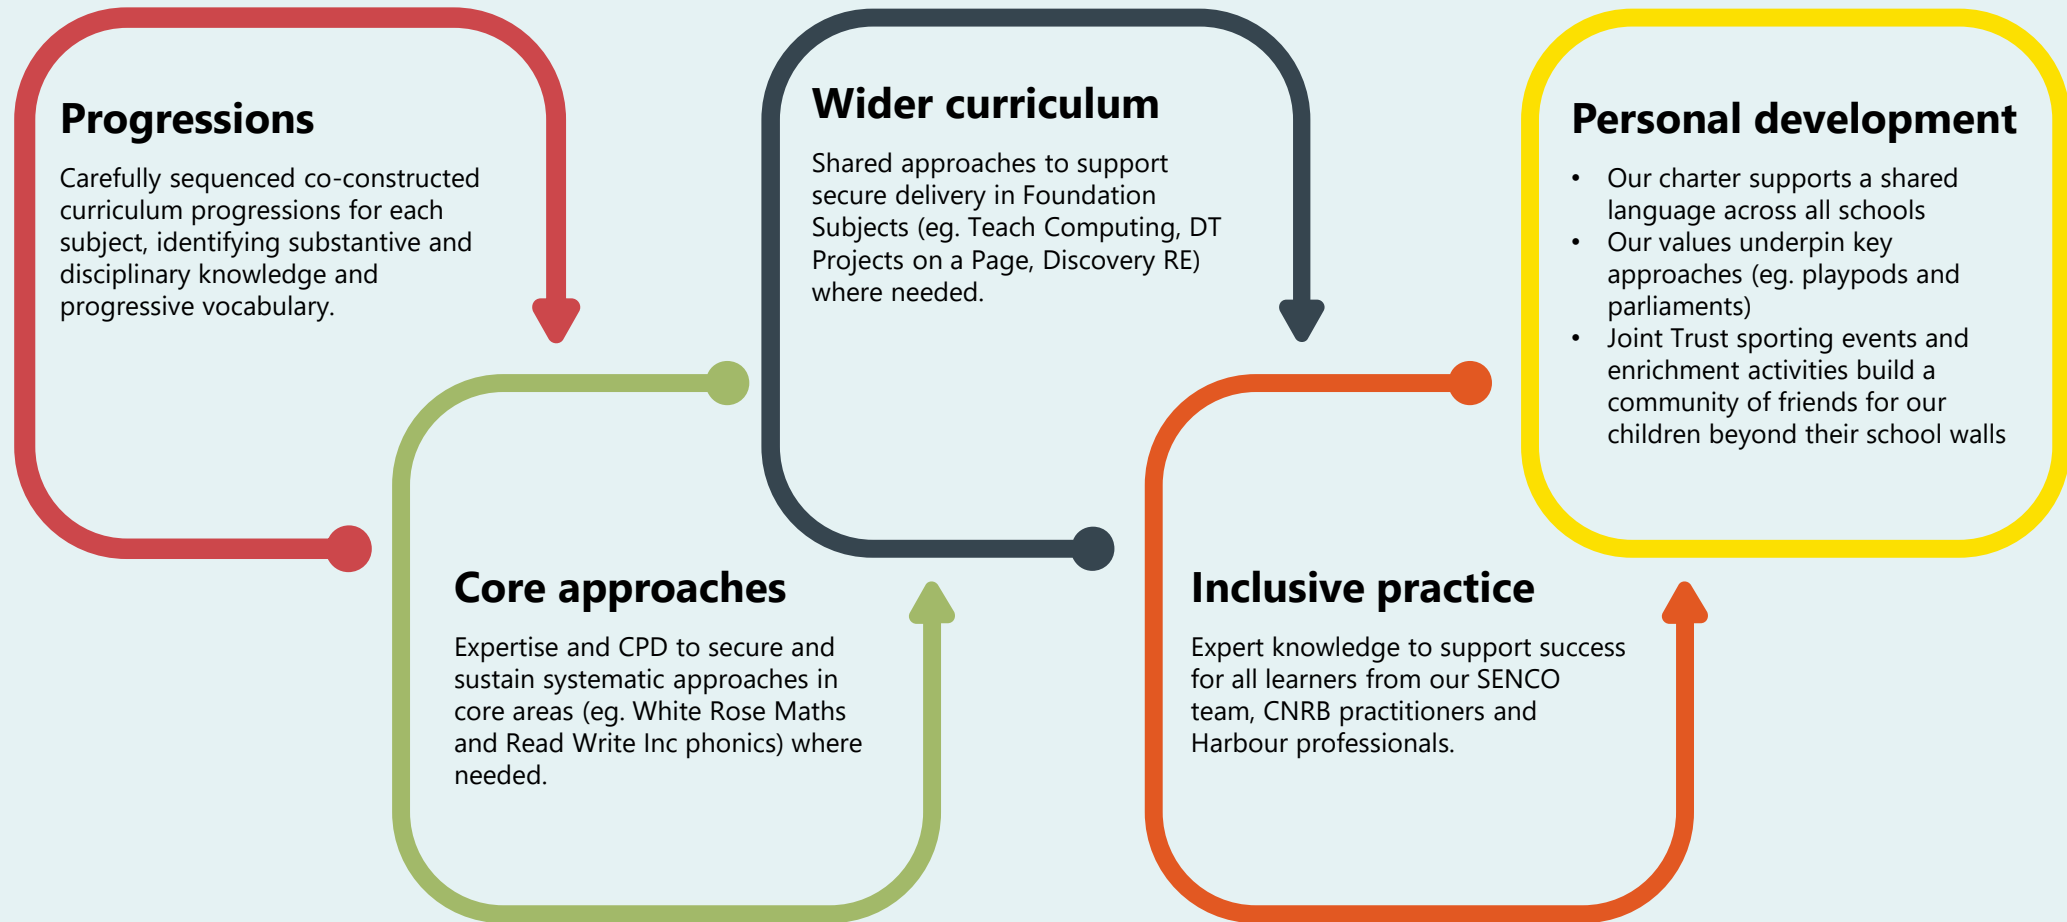 Progressions
Carefully sequenced co-constructed
curriculum progressions for each
subject, identifying substantive and
disciplinary knowledge and
progressive vocabulary.
Core approaches
Expertise and CPD to secure and
sustain systematic approaches in
core areas (eg. White Rose Maths
and Read Write Inc phonics) where
needed.
Wider curriculum
Shared approaches to support
secure delivery in Foundation
Subjects (eg. Teach Computing, DT
Projects on a Page, Discovery RE)
where needed.
Inclusive practice
Expert knowledge to support success
for all learners from our SENCO
team, CNRB practitioners and
Harbour professionals.
Personal development
• Our charter supports a shared
language across all schools
• Our values underpin key
approaches (eg. playpods and
parliaments)
• Joint Trust sporting events and
enrichment activities build a
community of friends for our
children beyond their school walls